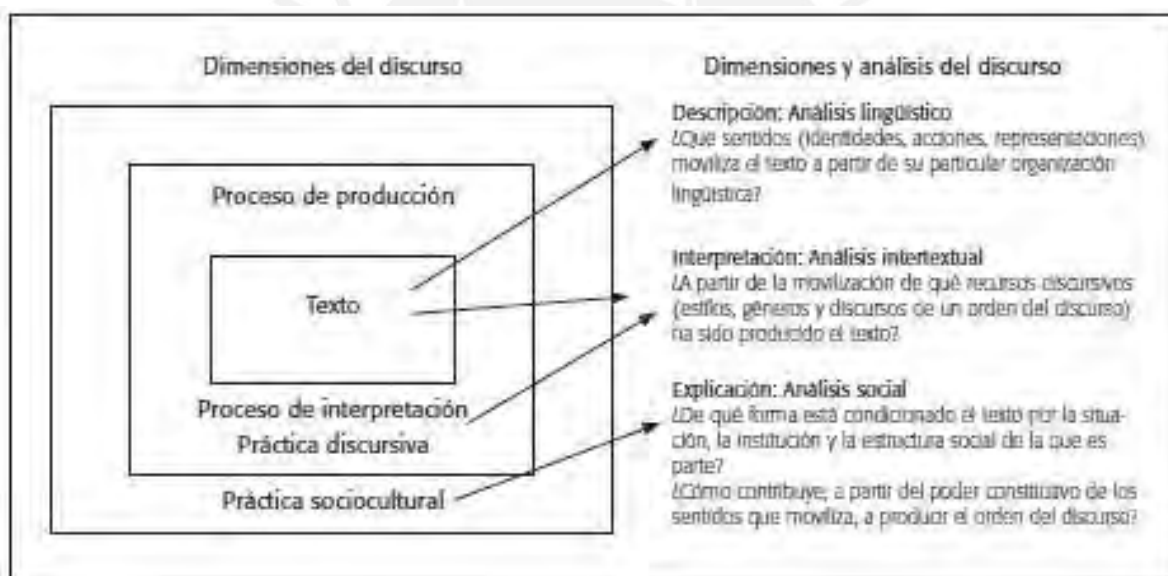 Dimensiones del discurso
Proceso de producción
Texto
Proceso de interpretación
Práctica discursiva
Práctica sociocultural
Dimensiones y análisis del discurso
Descripción: Análisis lingüístico
¿Que sentidos (identidades, acciones, representaciones)
moviliza el texto a partir de su particular organización
lingüística?
Interpretación: Análisis intertextual
¿A partir de la movilización de qué recursos discursivos
(estilos, géneros y discursos de un orden del discurso)
ha sido producido el texto?
Explicación: Análisis social
¿De qué forma está condicionado el texto por la situa-
ción, la institución y la estructura social de la que es
parte?
¿Cómo contribuye, a partir del poder constitutivo de los
sentidos que moviliza, a producir el orden del discurso?